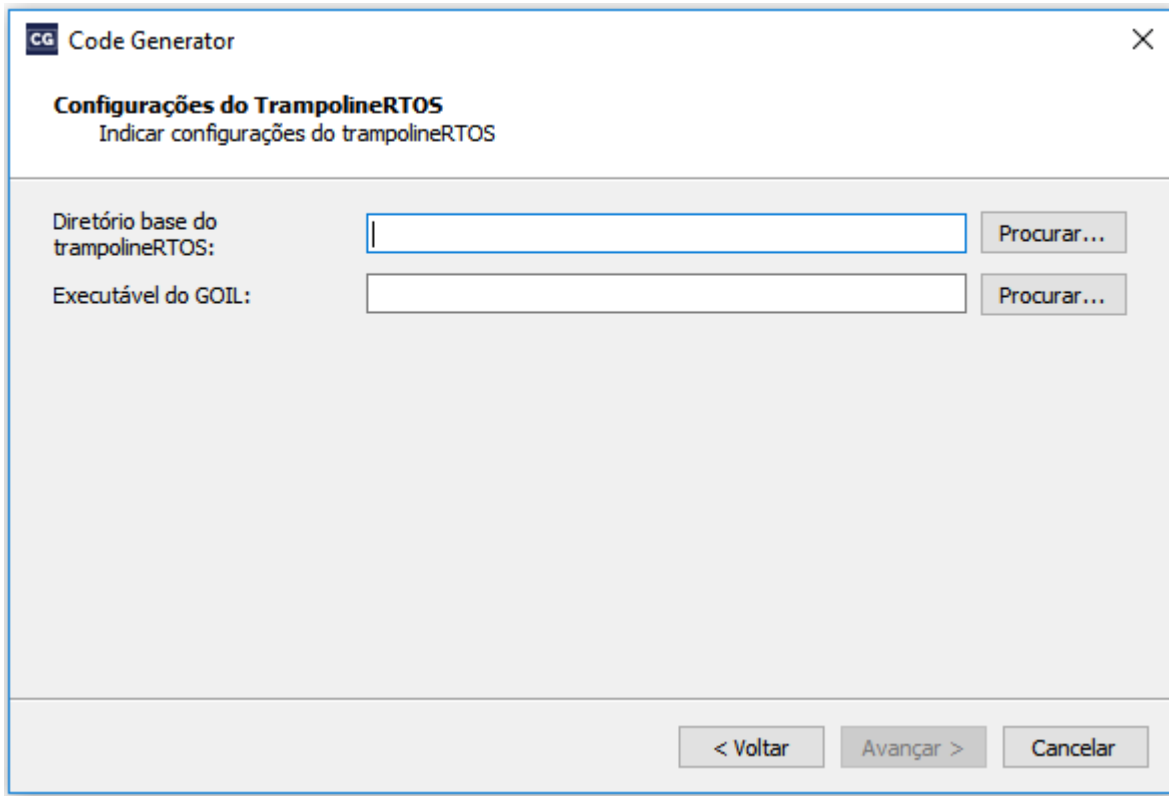 CG Code Generator
Configurações do TrampolineRTOS
Indicar configurações do trampolineRTOS
Diretório base do
trampolineRTOS:
Procurar...
Executável do GOIL:
Procurar...
< Voltar
Avançar >
Cancelar